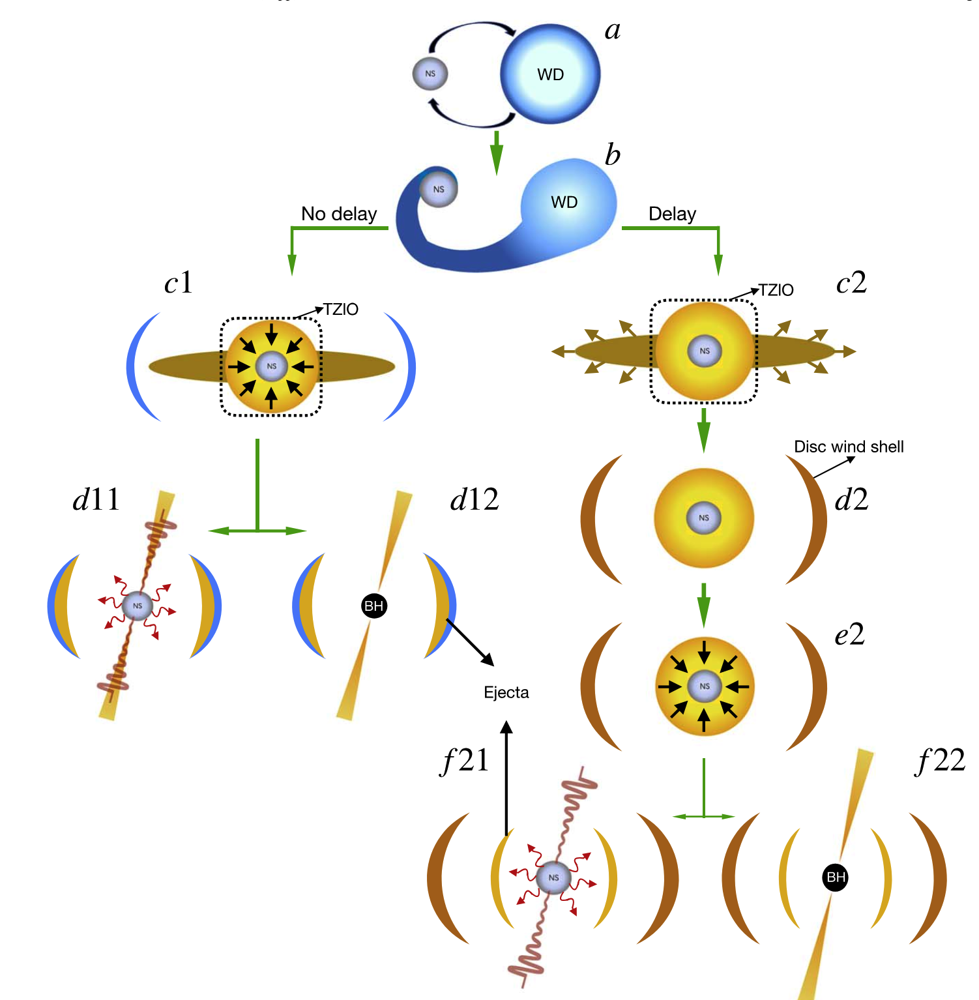 a
NS
WD
b
NS
WD
No delay
Delay
c1
TZIO
NS
TZIO
c2
NS
Disc wind shell
d11
d12
d2
NS
NS
BH
e2
NS
Ejecta
f21
f22
NS
BH